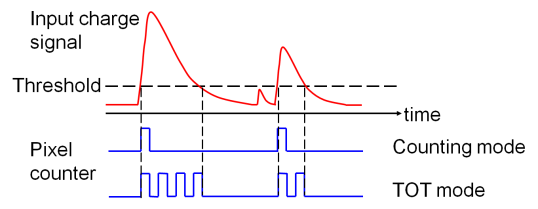 Input charge
signal
Threshold
time
Pixel
counter
Counting mode
TOT mode